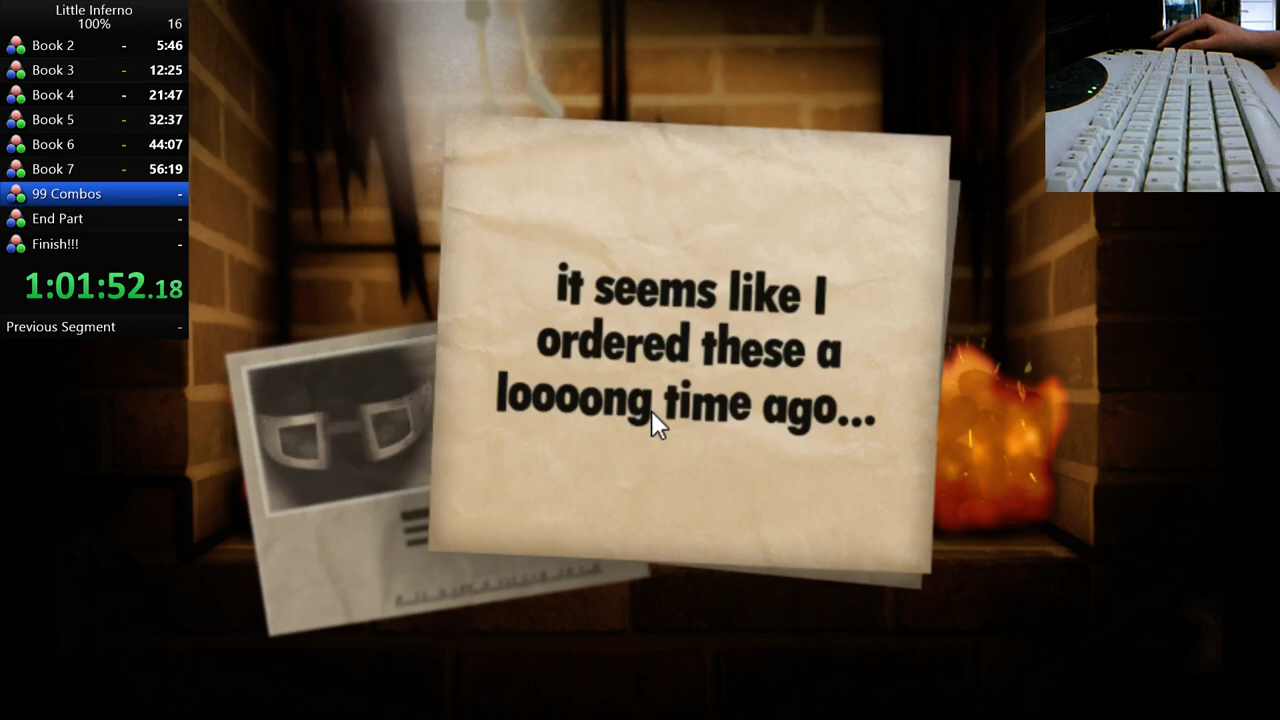 Little Inferno
100% 16
Book 2 - 5:46
Book 3 - 12:25
Book 4 - 21:47
Book 5 - 32:37
Book 6 - 44:07
Book 7 - 56:19
99 Combos -
End Part -
Finish!!! -
1:01:52.18
Previous Segment -
it seems like I
ordered these a
loooong time ago...